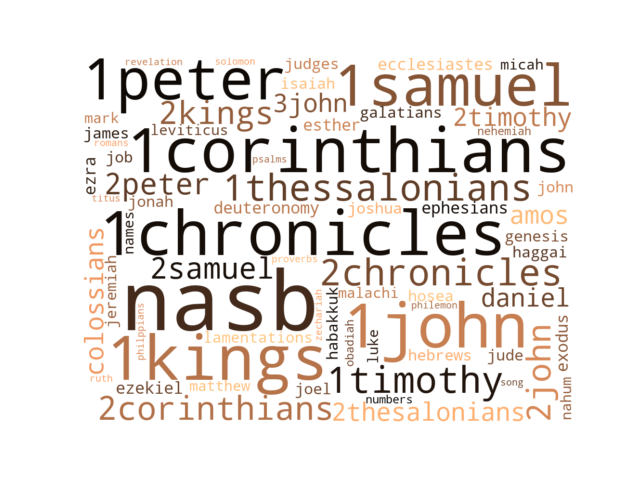 revelation solomon judges ecclesiastes micah
1peter isaiah 1samuel
2kings 3john galatians 2timothy
mark james leviticus esther nehemiah
romans job 1corinthians psalms
ezra 2peter 1thessalonians john
titus jonah deuteronomy joshua ephesians amos
names 1chronicles genesis haggai
colossians jeremiah 2samuel proverbs 2chronicles
nasb zechariah habakkuk malachi hosea daniel
philippians obadiah 1john philemon
lamentations luke hebrews jude 2john exodus
1kings
ruth ezekiel matthew joel 1timothy song nahum
numbers
2corinthians 2thesalonians